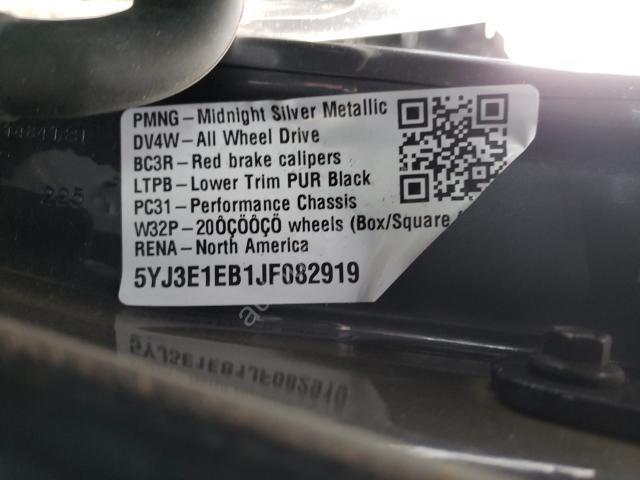 PMNG – Midnight Silver Metallic
DV4W – All Wheel Drive
BC3R – Red brake calipers
LTPB – Lower Trim PUR Black
PC31 – Performance Chassis
W32P – 20ÔÇÖÔÇÖ wheels (Box/Square
RENA – North America
5YJ3E1EB1JF082919
225